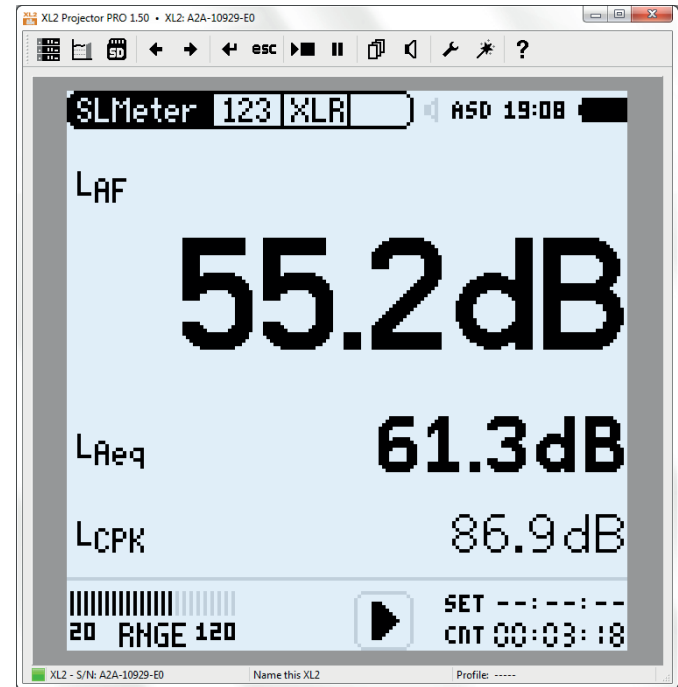 XL2 Projector PRO 1.50 • XL2: A2A-10929-E0
SD esc ?
SLMeter 123 XLR ASD 19:08
LAF
55.2dB
LAeq 61.3dB
LCPK 86.9dB
SET --:--:--
20 RNGE 120 CNT 00:03:18
XL2 - S/N: A2A-10929-E0 Name this XL2 Profile: -----